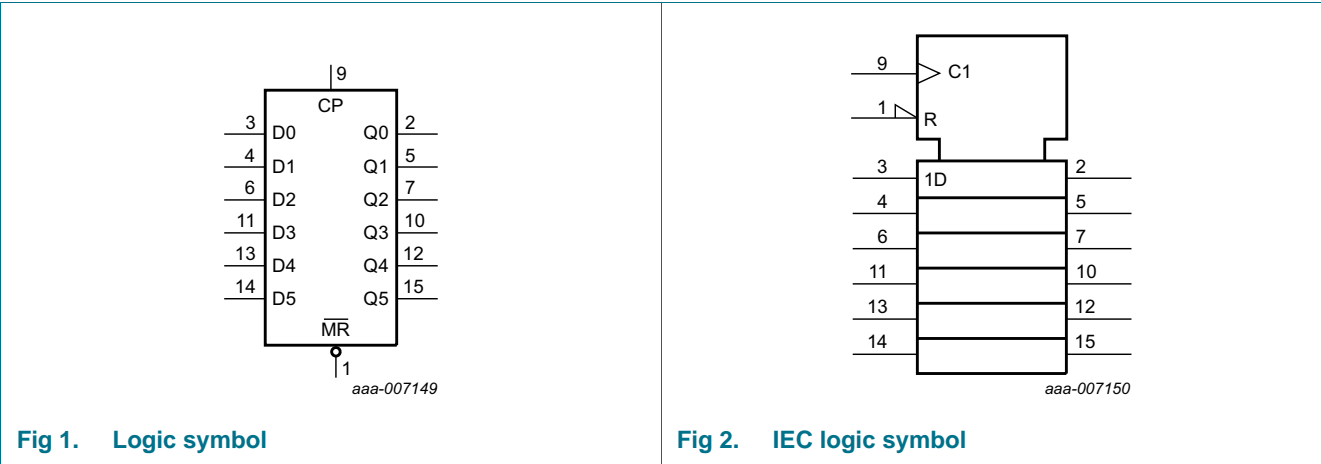 9
CP
3 D0 Q0 2
4 D1 Q1 5
6 D2 Q2 7
11 D3 Q3 10
13 D4 Q4 12
14 D5 Q5 15
M̅R̅
1
aaa-007149
Fig 1. Logic symbol
9 C1
1 R
3 1D 2
4 5
6 7
11 10
13 12
14 15
aaa-007150
Fig 2. IEC logic symbol